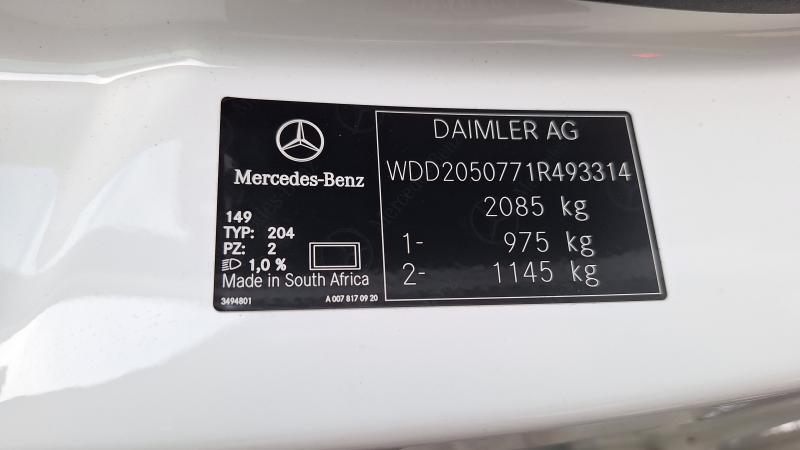 Mercedes-Benz
149
TYP: 204
PZ: 2
1,0 %
Made in South Africa
3494801
A 007 817 09 20
DAIMLER AG
WDD2050771R493314
2085 kg
1- 975 kg
2- 1145 kg